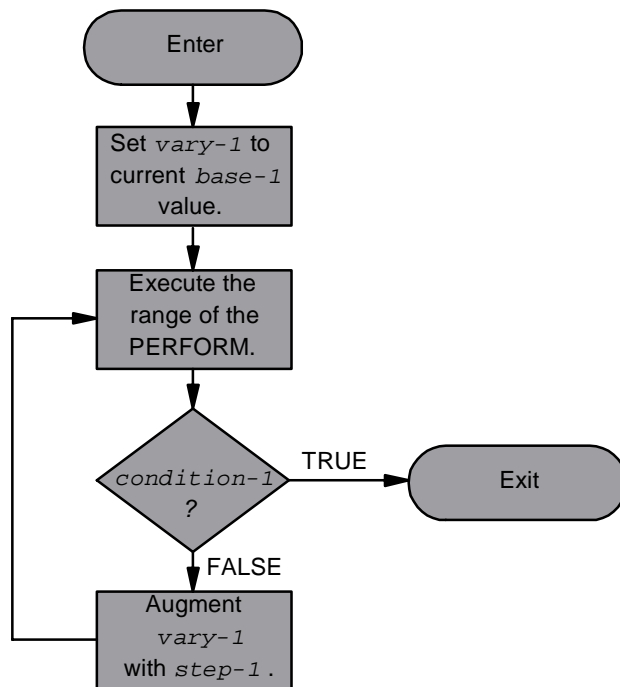 Enter
Set vary-1 to
current base-1
value.
Execute the
range of the
PERFORM.
condition-1
?
TRUE
Exit
FALSE
Augment
vary-1
with step-1.